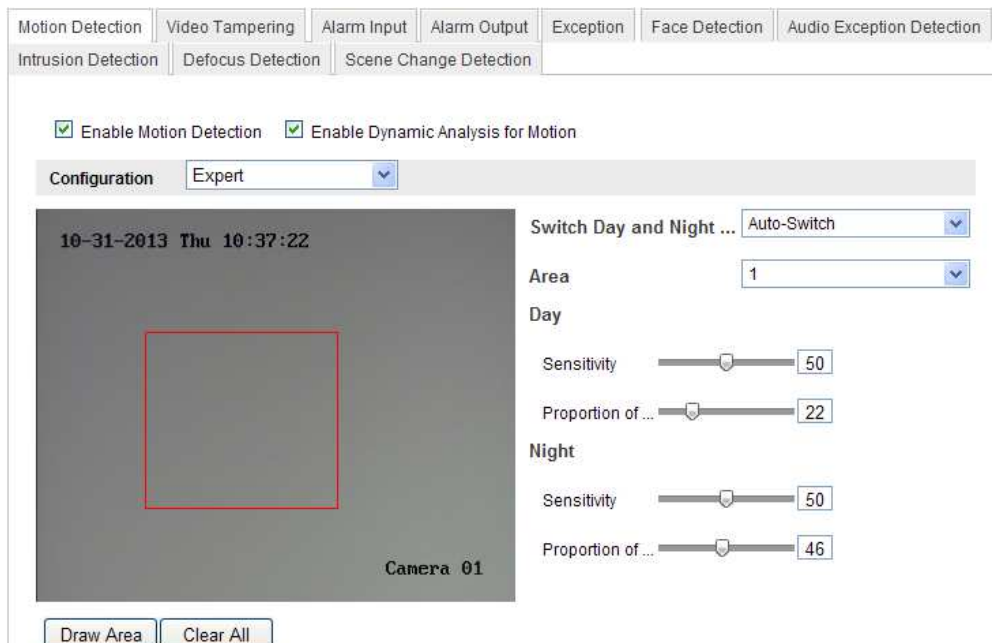 Motion Detection Video Tampering Alarm Input Alarm Output Exception Face Detection Audio Exception Detection
Intrusion Detection Defocus Detection Scene Change Detection
Enable Motion Detection Enable Dynamic Analysis for Motion
Configuration Expert
10-31-2013 Thu 10:37:22
Camera 01
Switch Day and Night ... Auto-Switch
Area 1
Day
Sensitivity 50
Proportion of ... 22
Night
Sensitivity 50
Proportion of ... 46
Draw Area Clear All